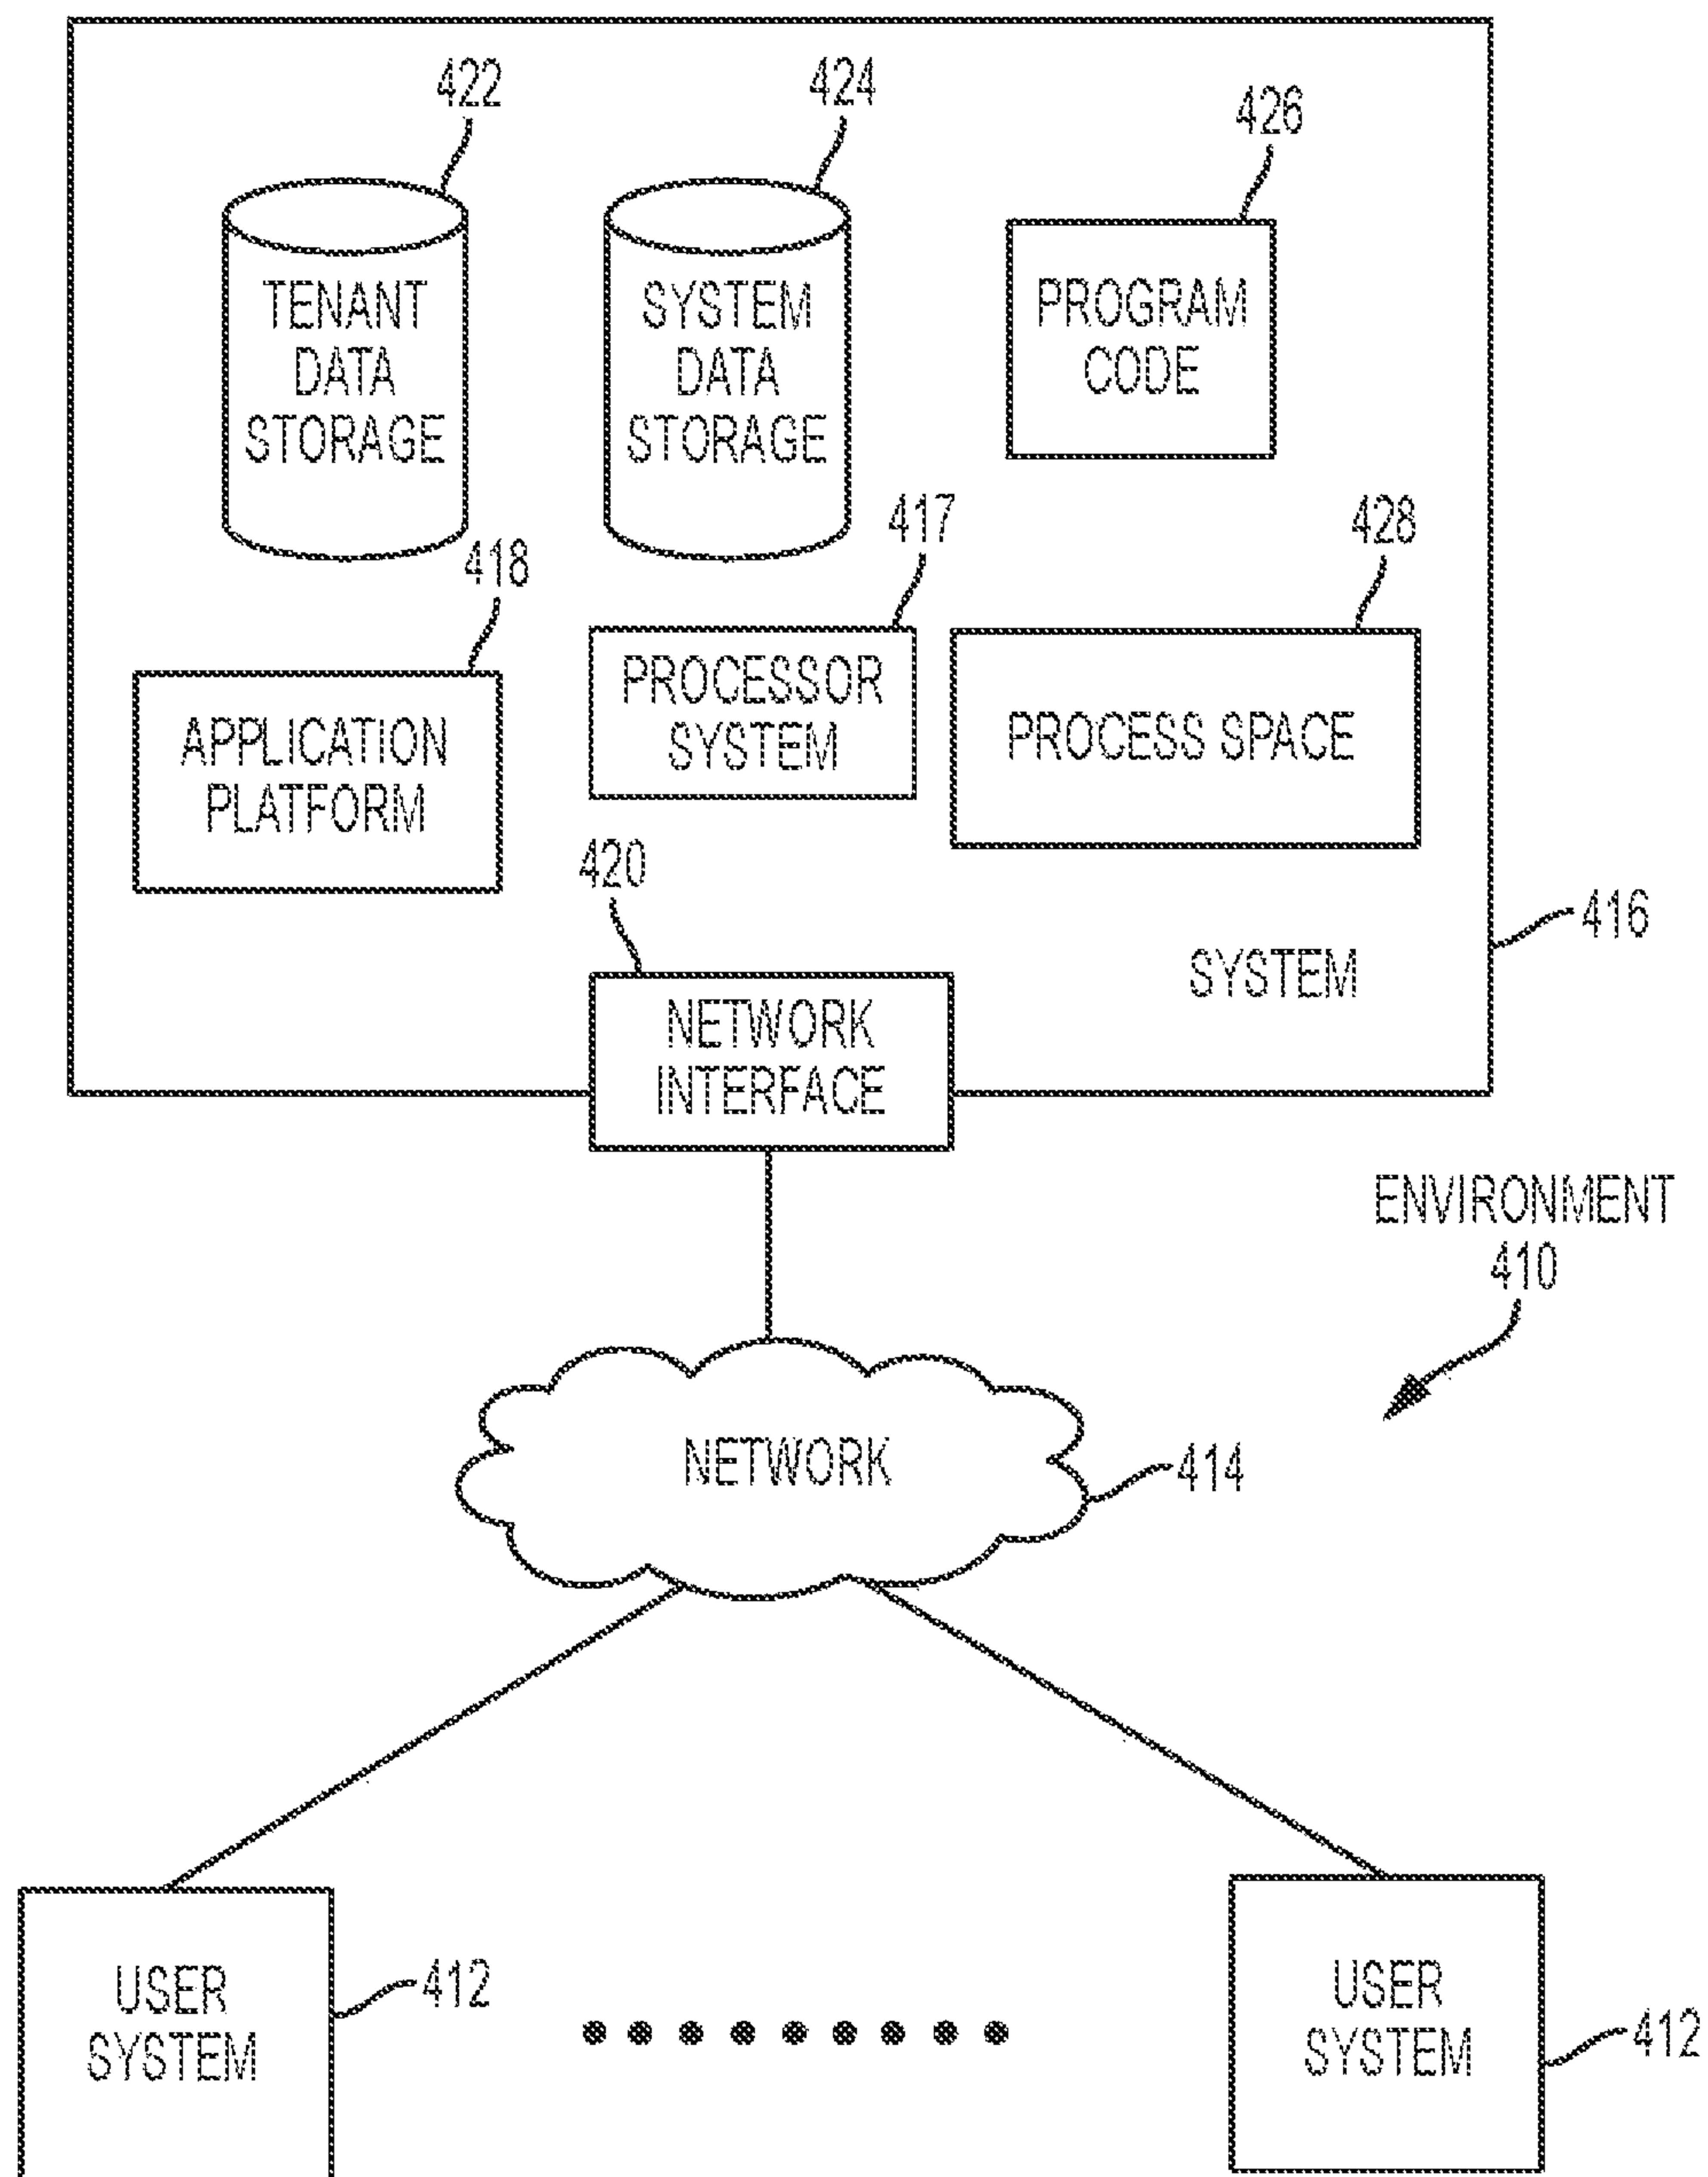 422
424
426
TENANT
DATA
STORAGE
SYSTEM
DATA
STORAGE
PROGRAM
CODE
418
417
428
APPLICATION
PLATFORM
PROCESSOR
SYSTEM
PROCESS SPACE
420
416
SYSTEM
NETWORK
INTERFACE
ENVIRONMENT
410
NETWORK
414
USER
SYSTEM
412
USER
SYSTEM
412